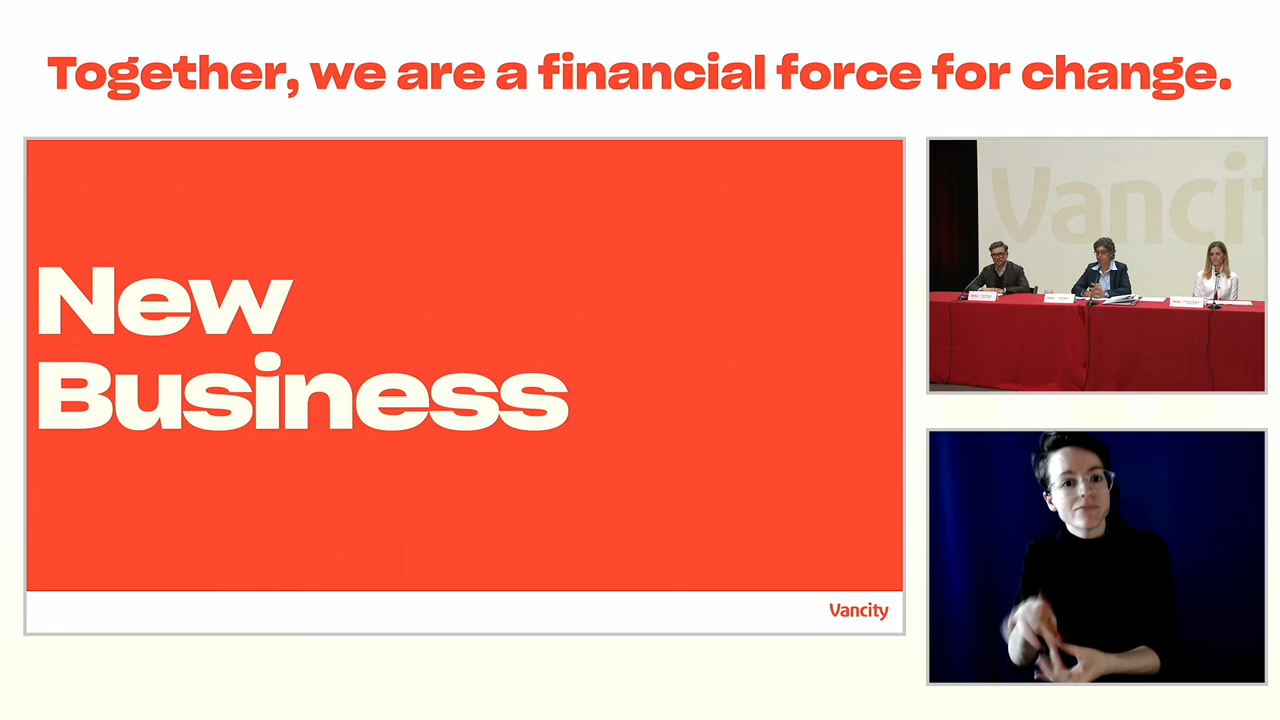 Together, we are a financial force for change.
New
Business
Vancity